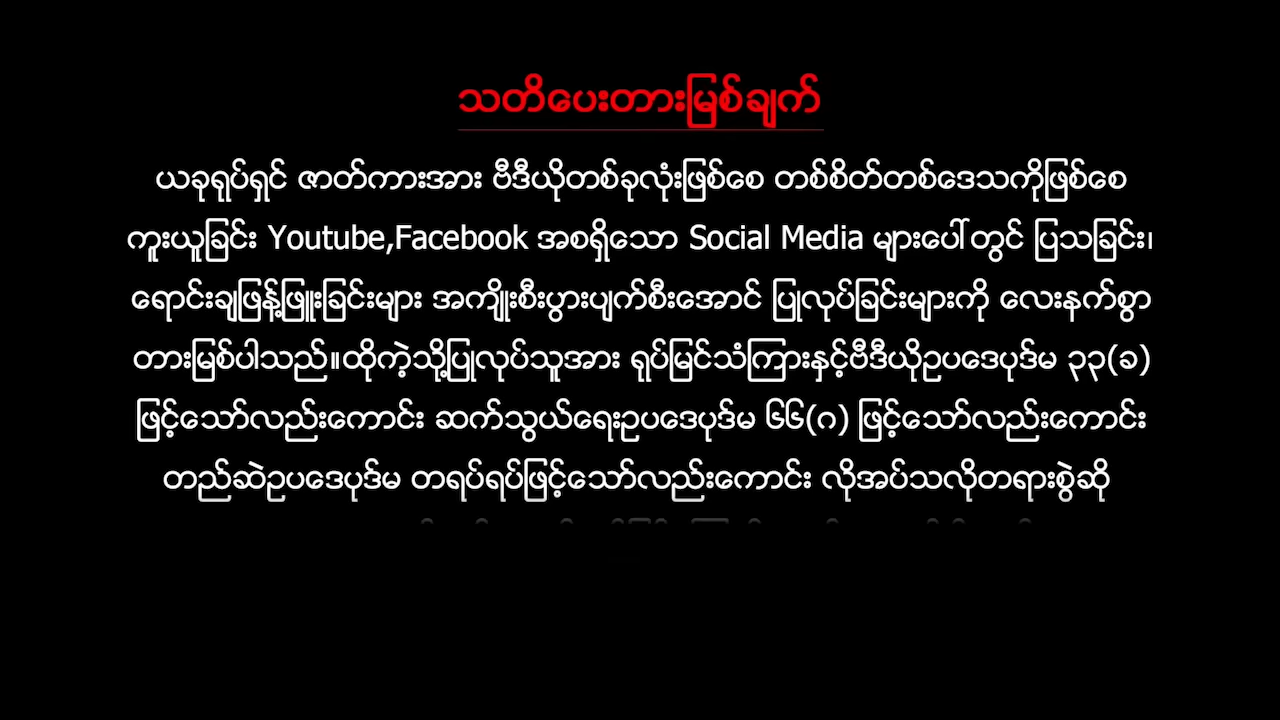 သတိပေးတားမြစ်ချက်
ယခုရုပ်ရှင် ဇာတ်ကားအား ဗီဒီယိုတစ်ခုလုံးဖြစ်စေ တစ်စိတ်တစ်ဒေသကိုဖြစ်စေ
ကူးယူခြင်း Youtube,Facebook အစရှိသော Social Media များပေါ်တွင် ပြသခြင်း၊
ရောင်းချဖြန့်ဖြူးခြင်းများ အကျိုးစီးပွားပျက်စီးအောင် ပြုလုပ်ခြင်းများကို လေးနက်စွာ
တားမြစ်ပါသည်။ထိုကဲ့သို့ပြုလုပ်သူအား ရုပ်မြင်သံကြားနှင့်ဗီဒီယိုဥပဒေပုဒ်မ ၃၃(ခ)
ဖြင့်သော်လည်းကောင်း ဆက်သွယ်ရေးဥပဒေပုဒ်မ ၆၆(ဂ) ဖြင့်သော်လည်းကောင်း
တည်ဆဲဥပဒေပုဒ်မ တရပ်ရပ်ဖြင့်သော်လည်းကောင်း လိုအပ်သလိုတရားစွဲဆို